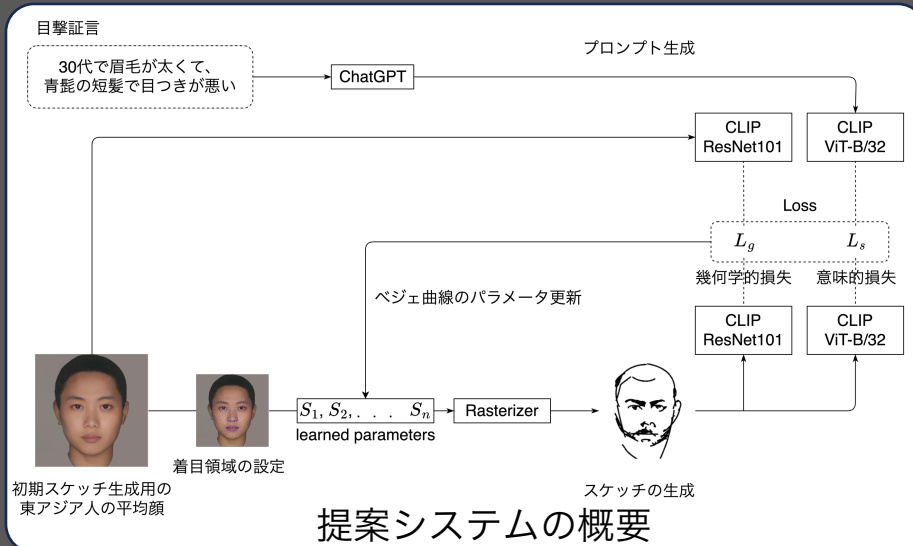 目撃証言
30代で眉毛が太くて、
青髭の短髪で目つきが悪い
ChatGPT
プロンプト生成
CLIP
ResNet101
CLIP
ViT-B/32
Loss
L_g
L_s
幾何学的損失
意味的損失
ベジェ曲線のパラメータ更新
CLIP
ResNet101
CLIP
ViT-B/32
S_1, S_2, . . . S_n
learned parameters
Rasterizer
着目領域の設定
初期スケッチ生成用の
東アジア人の平均顔
スケッチの生成
提案システムの概要